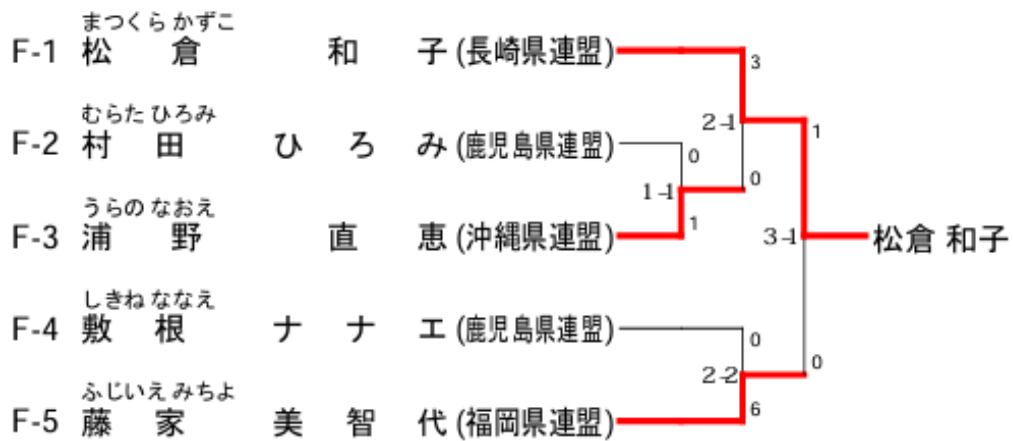 まつくら かずこ
F-1 松 倉 和 子 (長崎県連盟)
3
むらた ひろみ
2-1
1
F-2 村 田 ひ ろ み (鹿児島県連盟)
0
1-1
0
うらの なおえ
1
F-3 浦 野 直 恵 (沖縄県連盟)
3-1
松倉 和子
しきね ななえ
F-4 敷 根 ナ ナ エ (鹿児島県連盟)
0
0
2-2
ふじいえ みちよ
6
F-5 藤 家 美 智 代 (福岡県連盟)